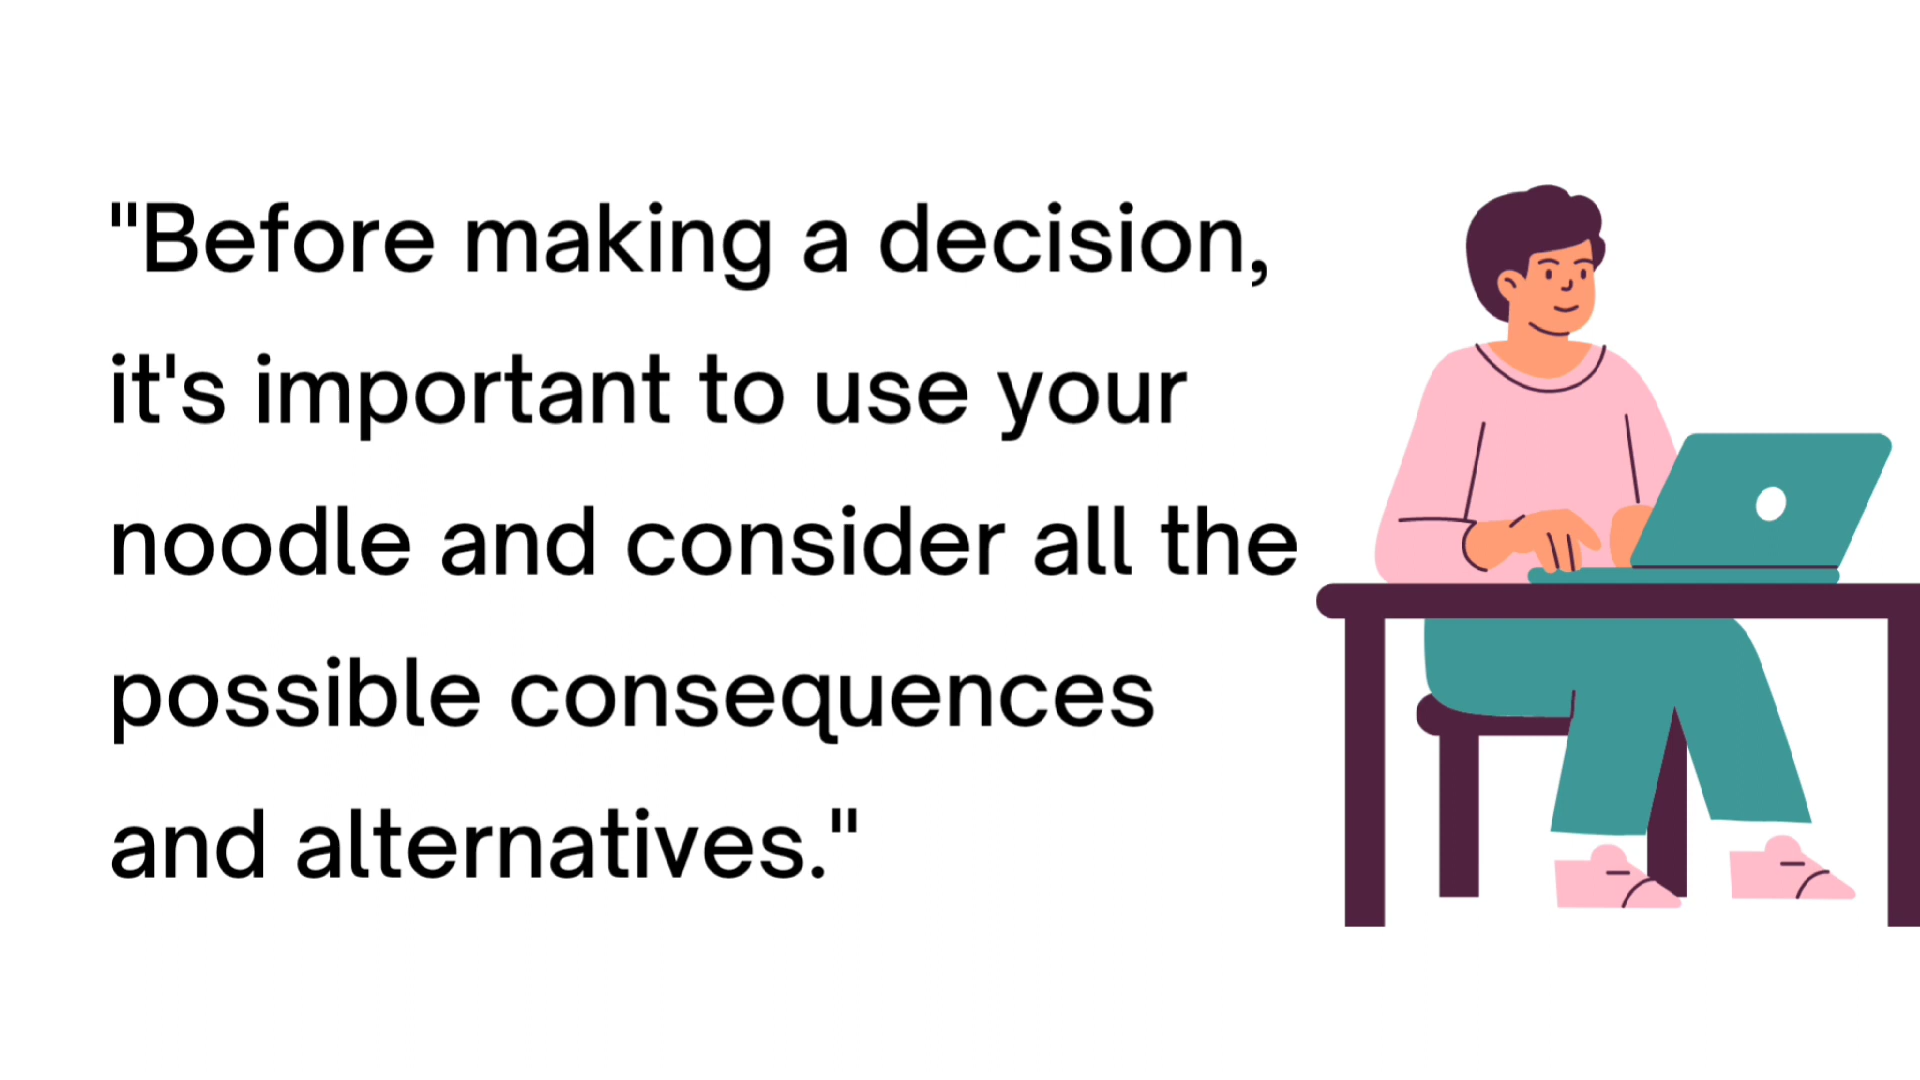 "Before making a decision,
it's important to use your
noodle and consider all the
possible consequences
and alternatives."